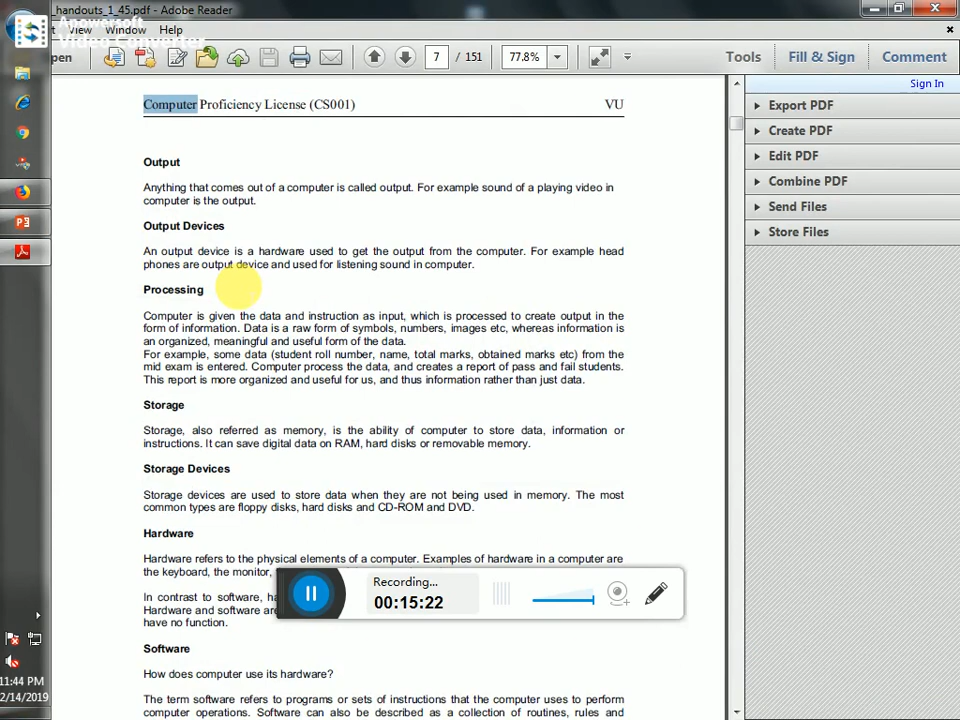 handouts_1_45.pdf - Adobe Reader
Apowersoft
Video Converter
View Window Help
pen 7 / 151 77.8% Tools Fill & Sign Comment
Sign In
Export PDF
Create PDF
Edit PDF
Combine PDF
Send Files
Store Files
Computer Proficiency License (CS001) VU
Output
Anything that comes out of a computer is called output. For example sound of a playing video in
computer is the output.
Output Devices
An output device is a hardware used to get the output from the computer. For example head
phones are output device and used for listening sound in computer.
Processing
Computer is given the data and instruction as input, which is processed to create output in the
form of information. Data is a raw form of symbols, numbers, images etc, whereas information is
an organized, meaningful and useful form of the data.
For example, some data (student roll number, name, total marks, obtained marks etc) from the
mid exam is entered. Computer process the data, and creates a report of pass and fail students.
This report is more organized and useful for us, and thus information rather than just data.
Storage
Storage, also referred as memory, is the ability of computer to store data, information or
instructions. It can save digital data on RAM, hard disks or removable memory.
Storage Devices
Storage devices are used to store data when they are not being used in memory. The most
common types are floppy disks, hard disks and CD-ROM and DVD.
Hardware
Hardware refers to the physical elements of a computer. Examples of hardware in a computer are
the keyboard, the monitor,
In contrast to software, ha
Hardware and software are
have no function.
Recording...
00:15:22
Software
How does computer use its hardware?
The term software refers to programs or sets of instructions that the computer uses to perform
computer operations. Software can also be described as a collection of routines, rules and
11:44 PM
2/14/2019